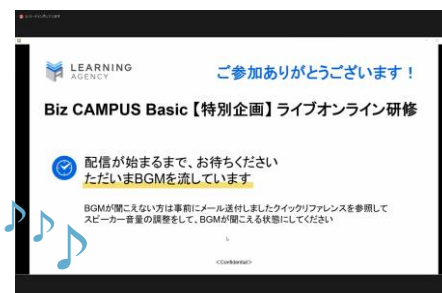 LEARNING
AGENCY
ご参加ありがとうございます！
Biz CAMPUS Basic【特別企画】ライブオンライン研修
配信が始まるまで、お待ちください
ただいまBGMを流しています
BGMが聞こえない方は事前にメール送付しましたクイックリファレンスを参照して
スピーカー音量の調整をして、BGMが聞こえる状態にしてください
<Confidential>